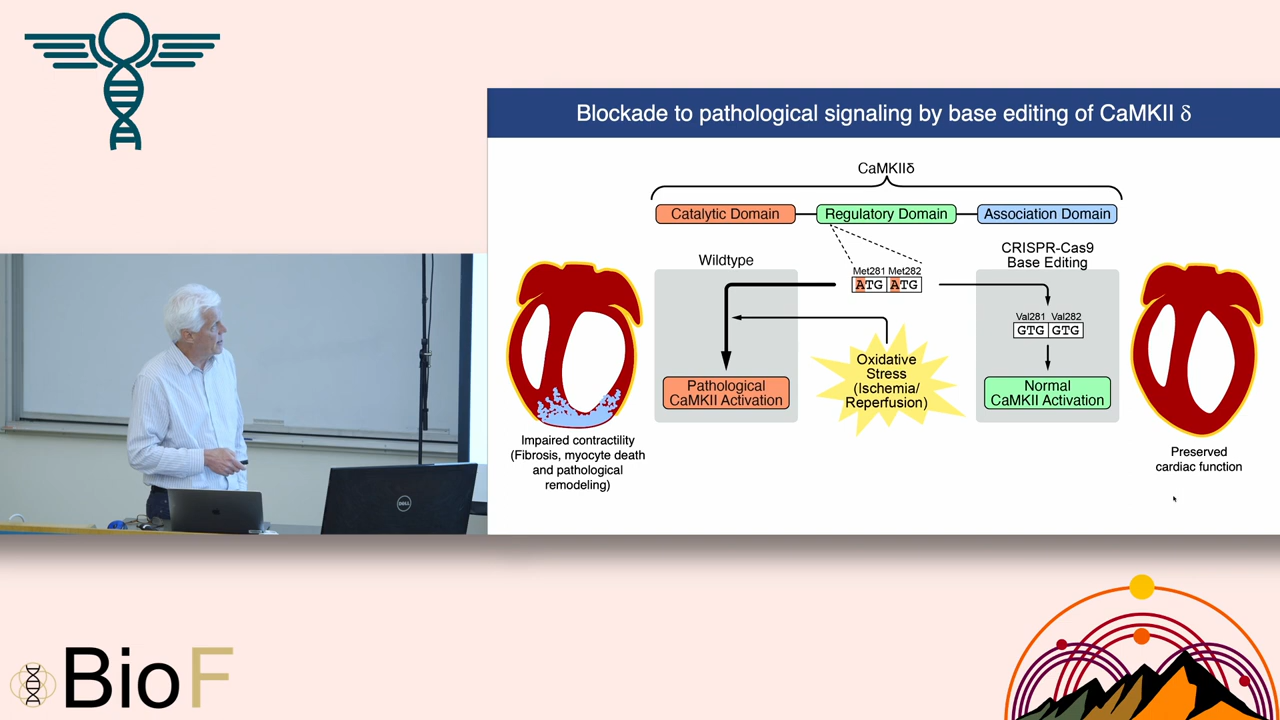 Blockade to pathological signaling by base editing of CaMKII δ
CaMKIIδ
Catalytic Domain
Regulatory Domain
Association Domain
Wildtype
Met281 Met282
ATG ATG
CRISPR-Cas9
Base Editing
Val281 Val282
GTG GTG
Oxidative
Stress
(Ischemia/
Reperfusion)
Pathological
CaMKII Activation
Normal
CaMKII Activation
Impaired contractility
(Fibrosis, myocyte death
and pathological
remodeling)
Preserved
cardiac function
DELL
BioF